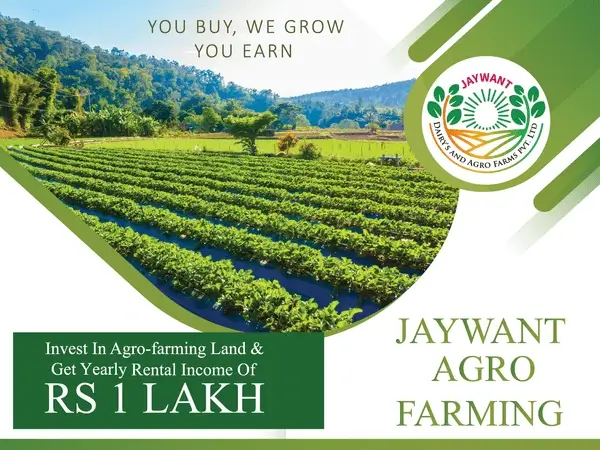 YOU BUY, WE GROW
YOU EARN
JAYWANT
DAIRY'S AND AGRO FARMS PVT. LTD
Invest In Agro-farming Land &
Get Yearly Rental Income Of
RS 1 LAKH
JAYWANT
AGRO
FARMING